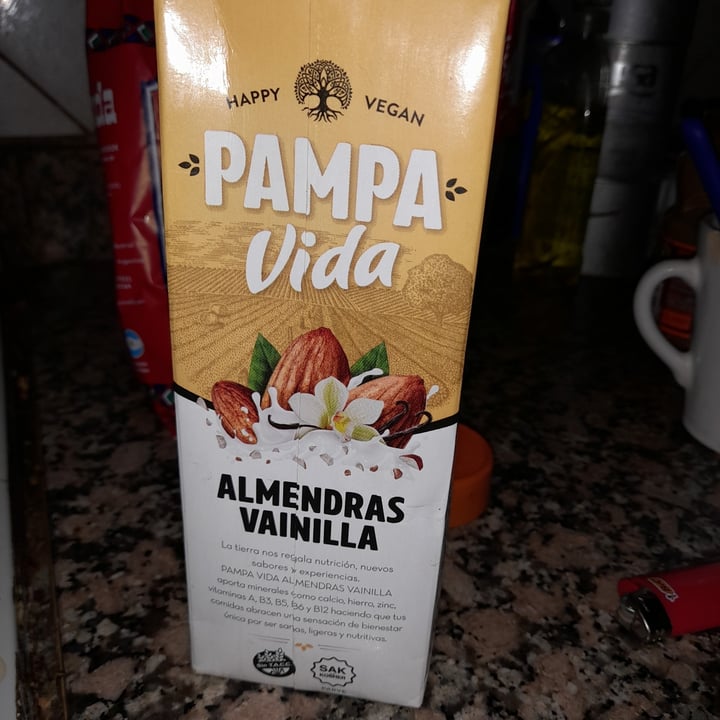 HAPPY VEGAN
PAMPA
Vida
ALMENDRAS
VAINILLA
La tierra nos regala nutrición, nuevos
sabores y experiencias.
PAMPA VIDA ALMENDRAS VAINILLA
aporta minerales como calcio, hierro, zinc,
vitaminas A, B3, B5, B6 y B12 haciendo que tus
comidas abracen una sensación de bienestar
única por ser sanas, ligeras y nutritivas.
Sin T.A.C.C.
SAK
KOSHER
PARVE